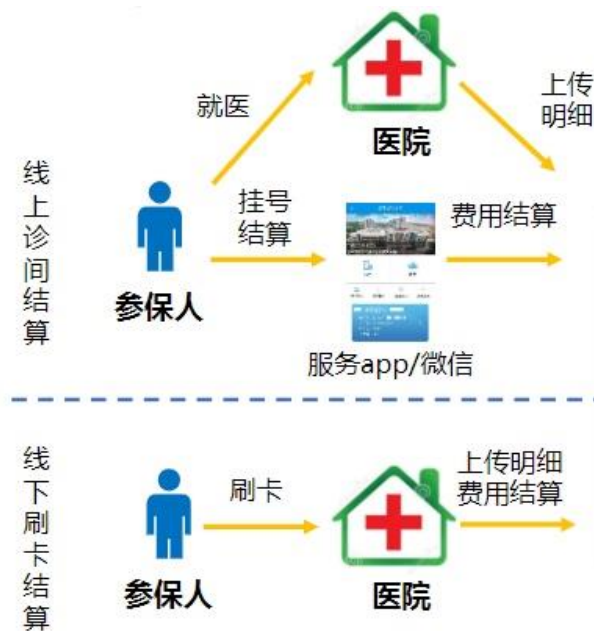 线上诊间结算
就医
医院
上传
明细
挂号
结算
费用结算
参保人
服务app/微信
线下刷卡结算
刷卡
上传明细
费用结算
参保人
医院